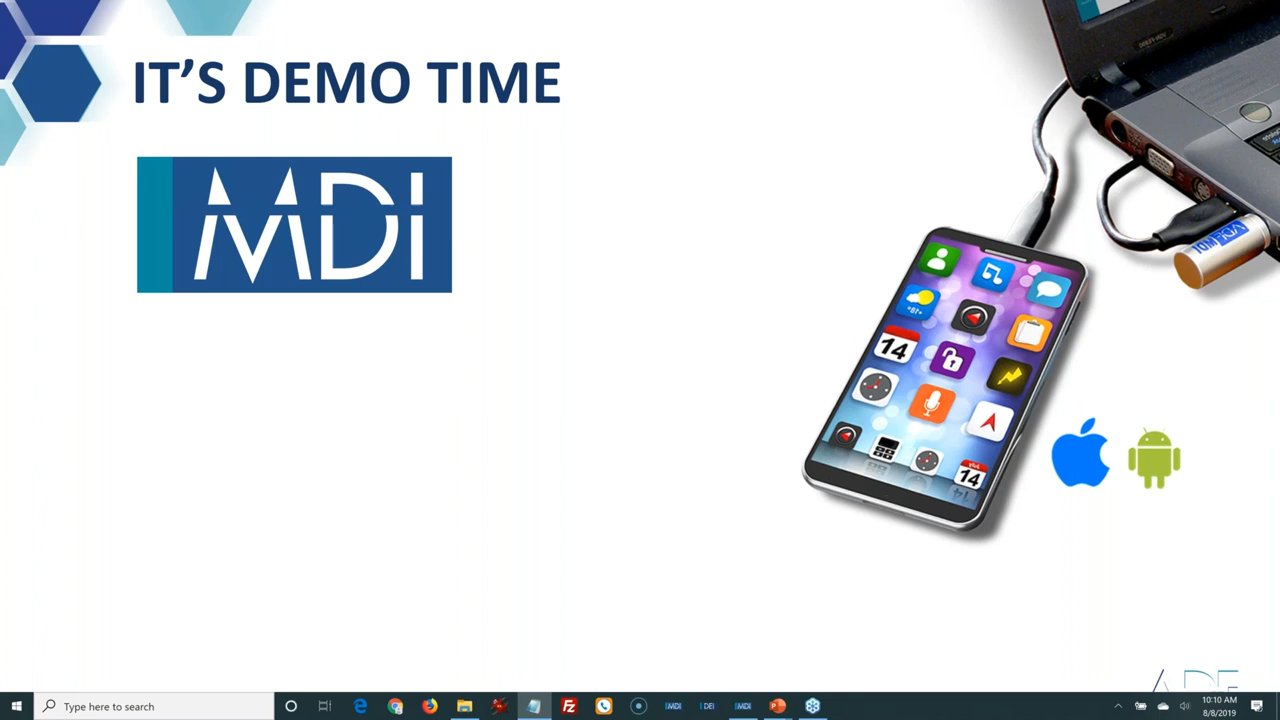 IT'S DEMO TIME
MDI
14
14
Type here to search
MDI
DEI
MDI
10:10 AM
8/8/2019